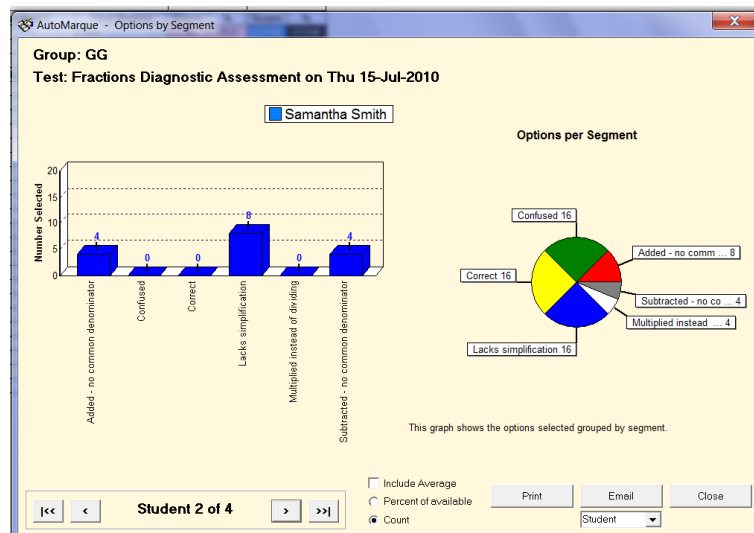 AutoMarque - Options by Segment
Group: GG
Test: Fractions Diagnostic Assessment on Thu 15-Jul-2010
Samantha Smith
Options per Segment
Number Selected
20
15
10
5
0
4
0
0
8
0
4
Added - no common denominator
Confused
Correct
Lacks simplification
Multiplied instead of dividing
Subtracted - no common denominator
Confused 16
Added - no comm ... 8
Correct 16
Subtracted - no co ... 4
Multiplied instead ... 4
Lacks simplification 16
This graph shows the options selected grouped by segment.
Include Average
Percent of available
Count
Print
Email
Close
Student
|<<
<
Student 2 of 4
>
>>|